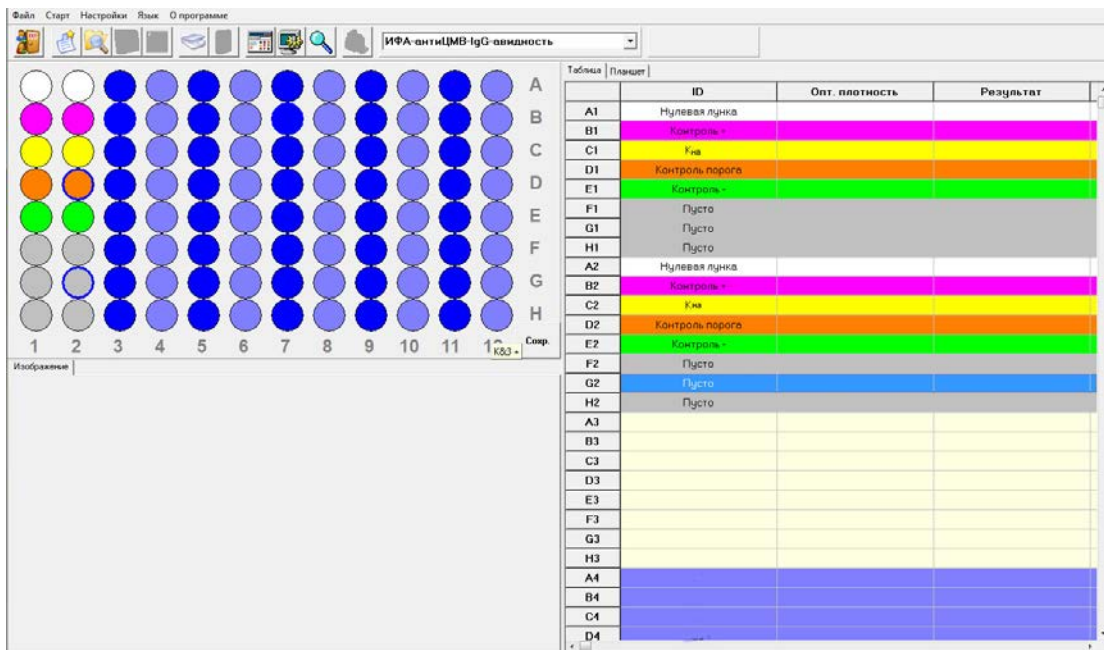 Файл Старт Настройки Язык О программе
ИФА-антиЦМВ-IgG-авидность
A
B
C
D
E
F
G
H
1 2 3 4 5 6 7 8 9 10 11 12
K8d3 +
Сохр.
Изображение
Таблица Планшет
ID Опт. плотность Результат
A1 Нулевая лунка
B1 Контроль +
C1 Kна
D1 Контроль порога
E1 Контроль -
F1 Пусто
G1 Пусто
H1 Пусто
A2 Нулевая лунка
B2 Контроль +
C2 Kна
D2 Контроль порога
E2 Контроль -
F2 Пусто
G2 Пусто
H2 Пусто
A3
B3
C3
D3
E3
F3
G3
H3
A4
B4
C4
D4